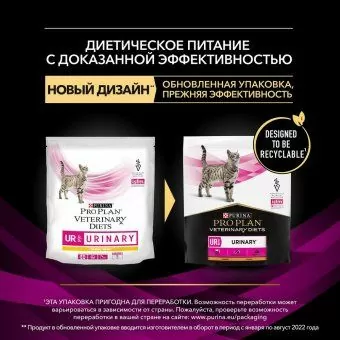 ДИЕТИЧЕСКОЕ ПИТАНИЕ
С ДОКАЗАННОЙ ЭФФЕКТИВНОСТЬЮ
НОВЫЙ ДИЗАЙН**
ОБНОВЛЕННАЯ УПАКОВКА,
ПРЕЖНЯЯ ЭФФЕКТИВНОСТЬ
DESIGNED
TO BE
RECYCLABLE*
PURINA
PRO PLAN
VETERINARY
DIETS
UR
URINARY
PURINA
PRO PLAN
VETERINARY DIETS
UR
URINARY
*ЭТА УПАКОВКА ПРИГОДНА ДЛЯ ПЕРЕРАБОТКИ. Возможность переработки может
варьироваться в зависимости от страны. Пожалуйста, проверьте возможность
переработки в вашей стране на сайте: www.purina.eu/packaging
** Продукт в обновленной упаковке вводится изготовителем в оборот в период с января по август 2022 года